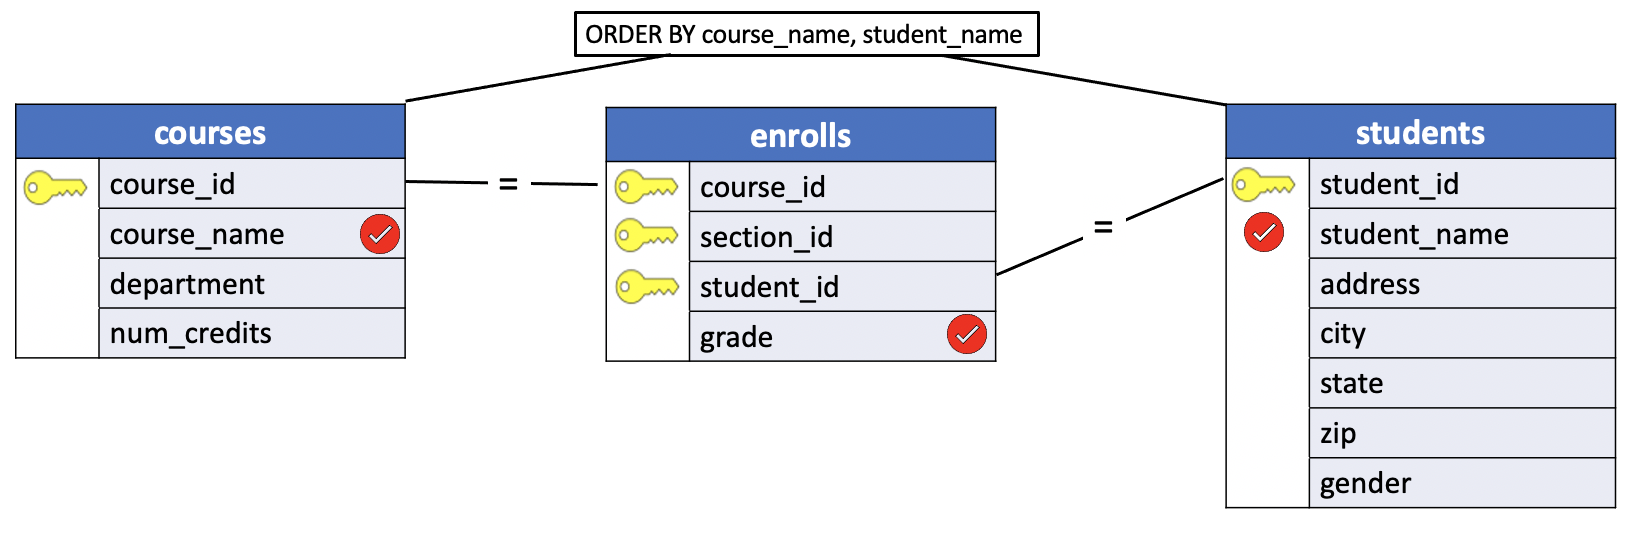 ORDER BY course_name, student_name
courses
course_id
course_name
department
num_credits
=
enrolls
course_id
section_id
student_id
grade
=
students
student_id
student_name
address
city
state
zip
gender